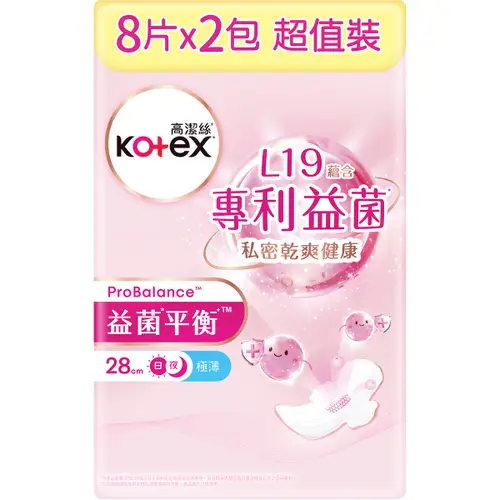 8片x2包 超值裝
高潔絲®
Kotex®
L19 蘊含
專利益菌
私密乾爽健康
ProBalance™
益菌平衡™
28cm 日 夜 極薄